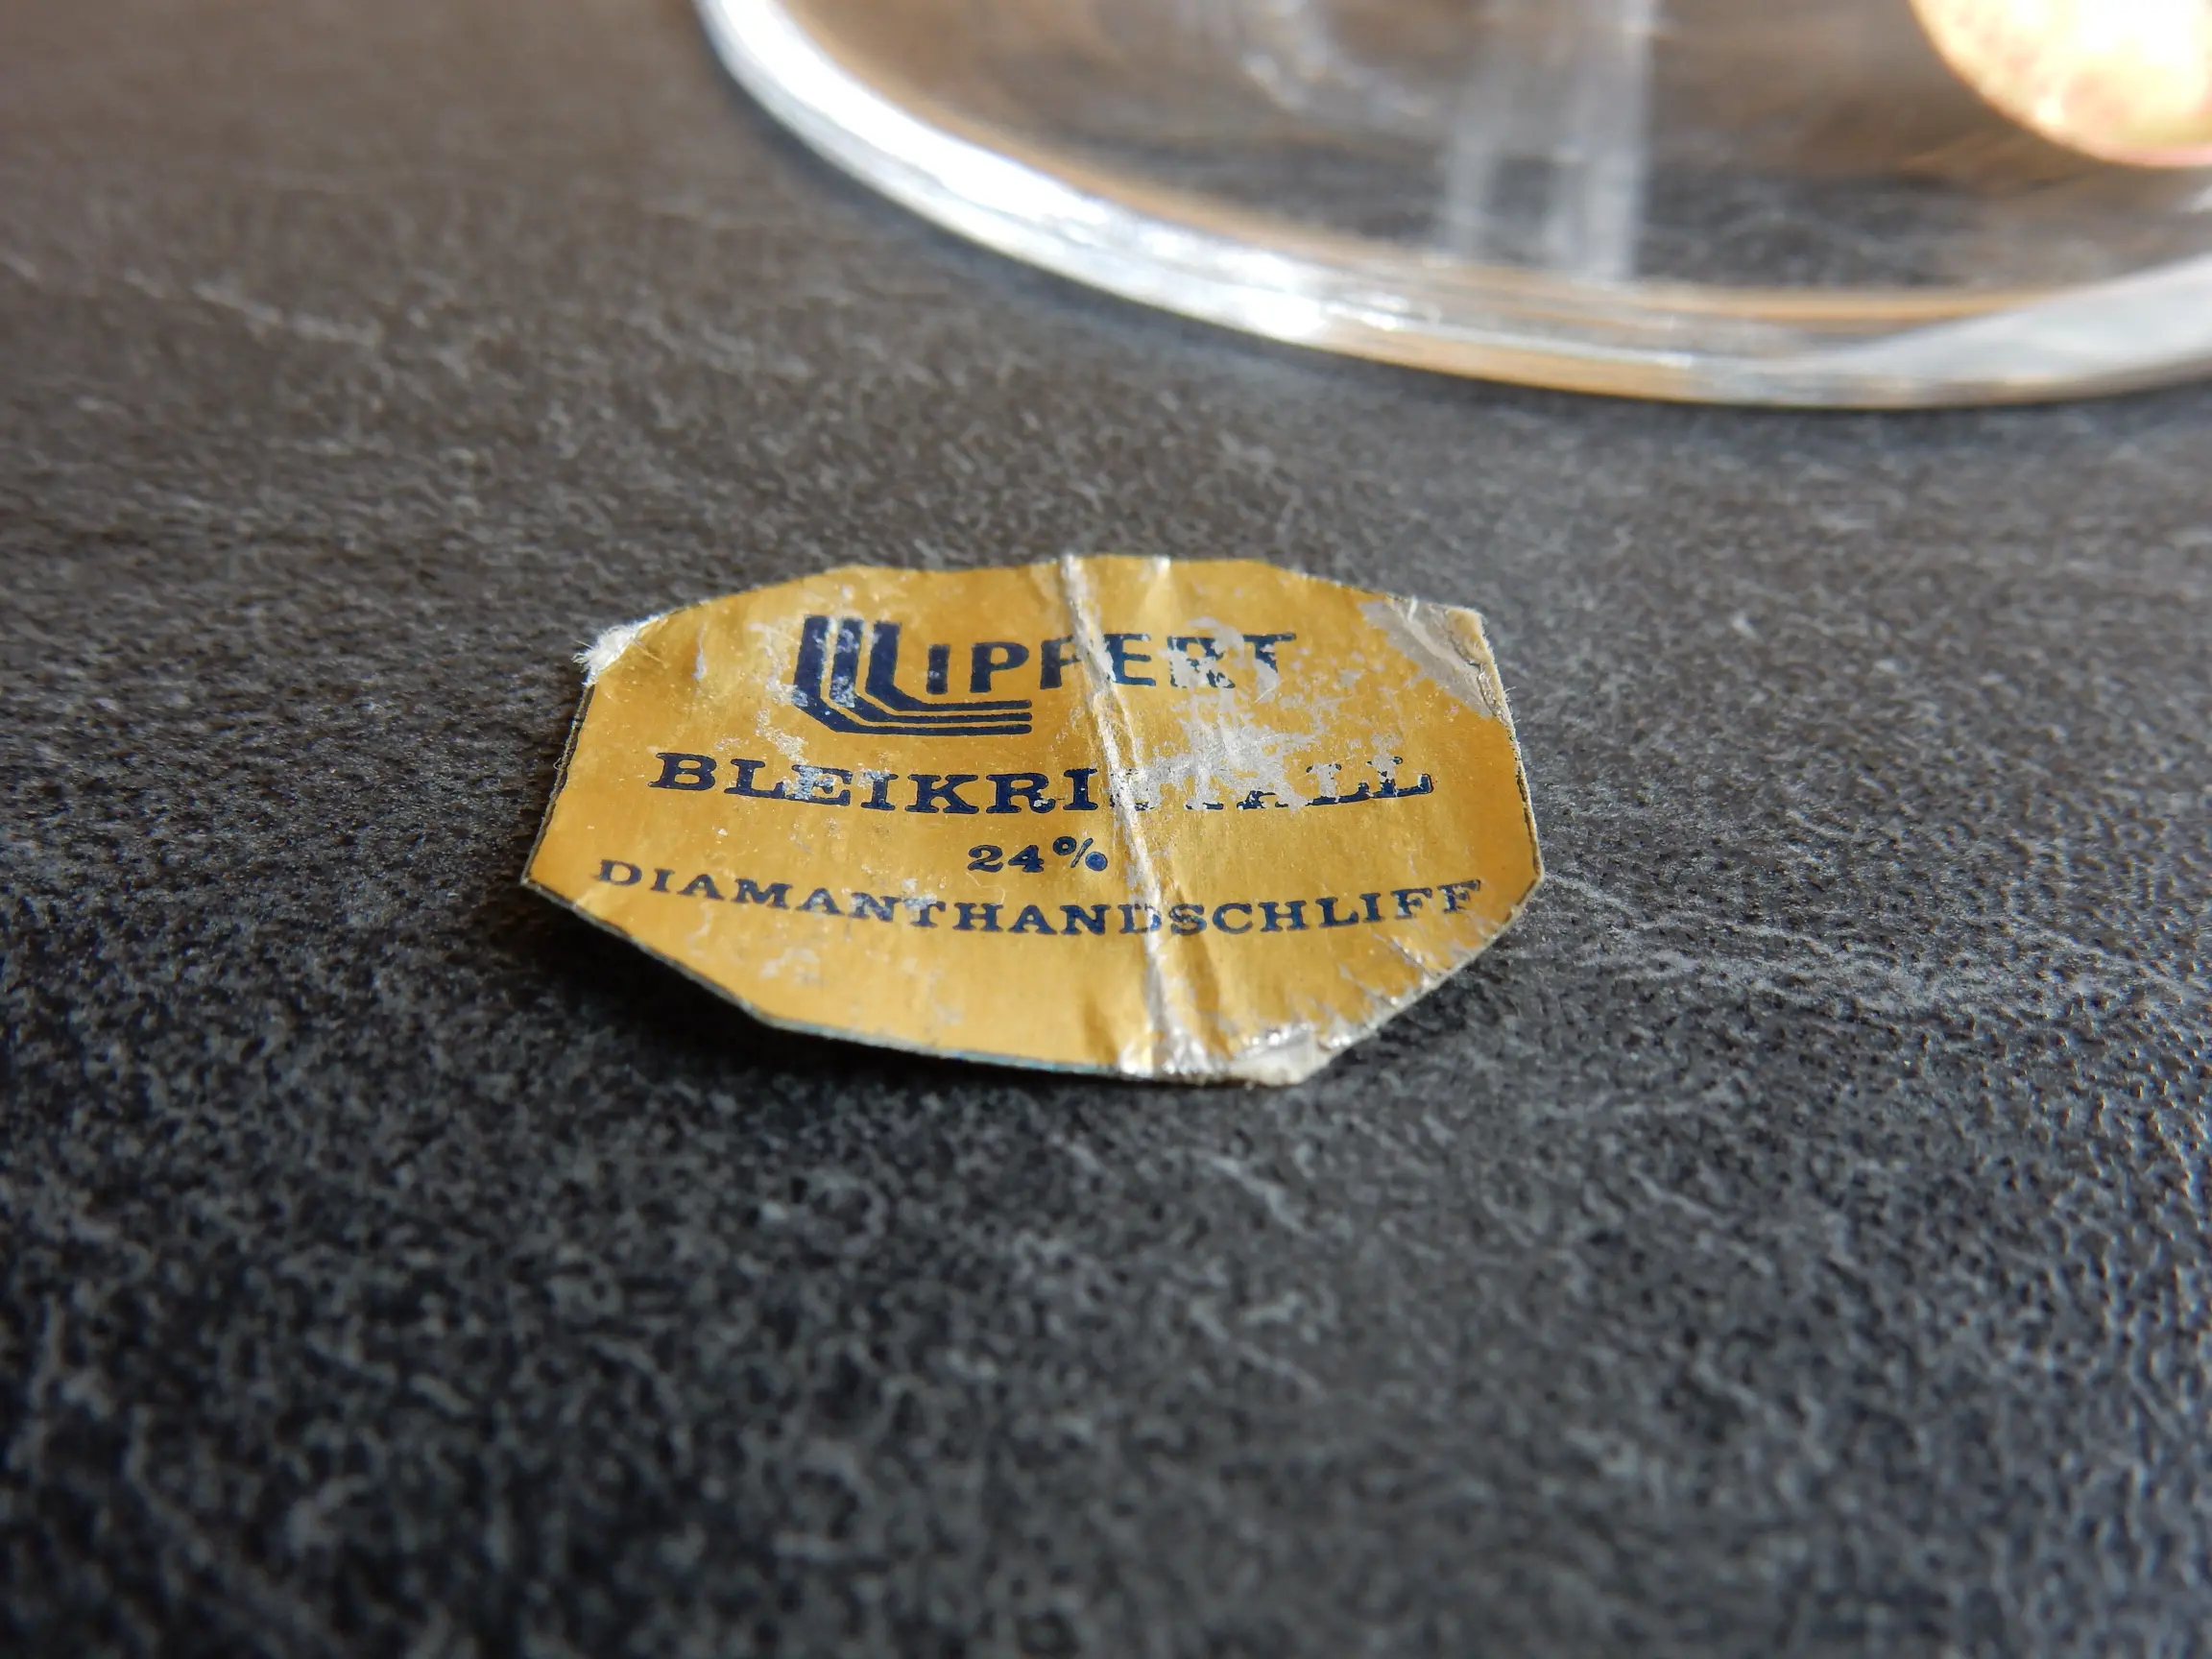 LIPPERT
BLEIKRISTALL
24%
DIAMANTHANDSCHLIFF